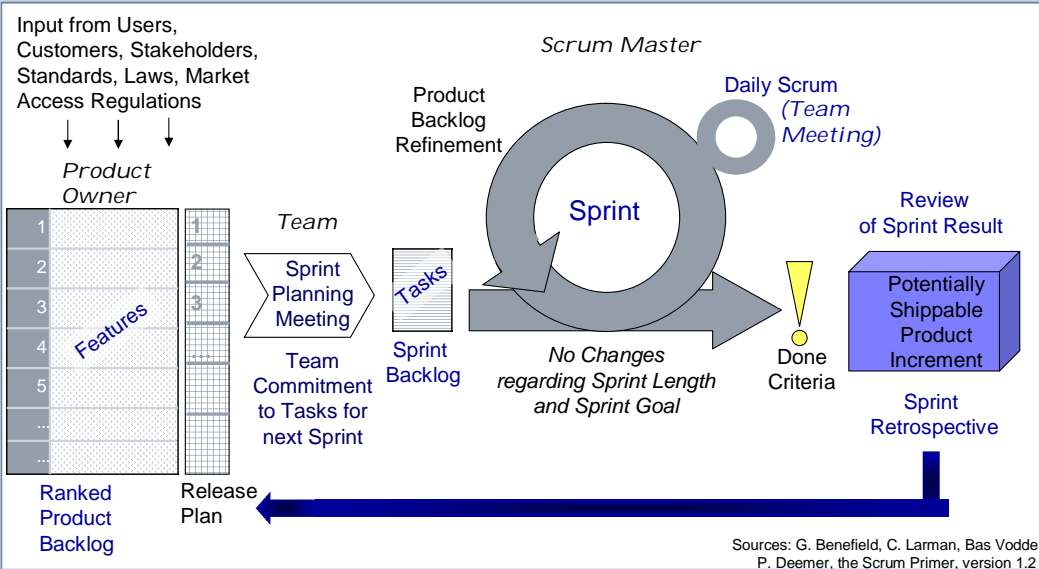 Input from Users,
Customers, Stakeholders,
Standards, Laws, Market
Access Regulations
Product
Owner
1
2
3
4
5
...
...
Features
Ranked
Product
Backlog
1
2
3
...
Release
Plan
Team
Sprint
Planning
Meeting
Team
Commitment
to Tasks for
next Sprint
Tasks
Sprint
Backlog
Scrum Master
Product
Backlog
Refinement
Sprint
Daily Scrum
(Team
Meeting)
No Changes
regarding Sprint Length
and Sprint Goal
Done
Criteria
Review
of Sprint Result
Potentially
Shippable
Product
Increment
Sprint
Retrospective
Sources: G. Benefield, C. Larman, Bas Vodde
P. Deemer, the Scrum Primer, version 1.2